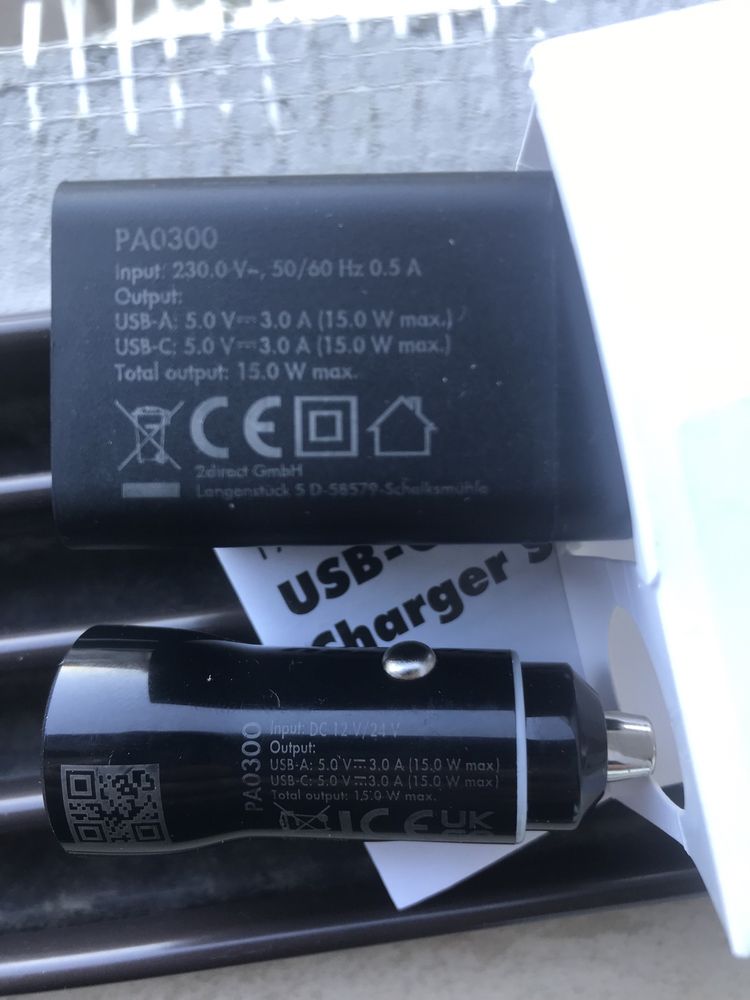 PA0300
Input: 230.0 V~, 50/60 Hz 0.5 A
Output:
USB-A: 5.0 V⎓3.0 A (15.0 W max.)
USB-C: 5.0 V⎓3.0 A (15.0 W max.)
Total output: 15.0 W max.
CE
2direct GmbH
Langenstück 5 D-58579-Schalksmühle
USB-C
Charger s
PA0300
Input: DC 12 V/24 V
Output:
USB-A: 5.0 V⎓3.0 A (15.0 W max)
USB-C: 5.0 V⎓3.0 A (15.0 W max)
Total output: 15.0 W max.
CE UK